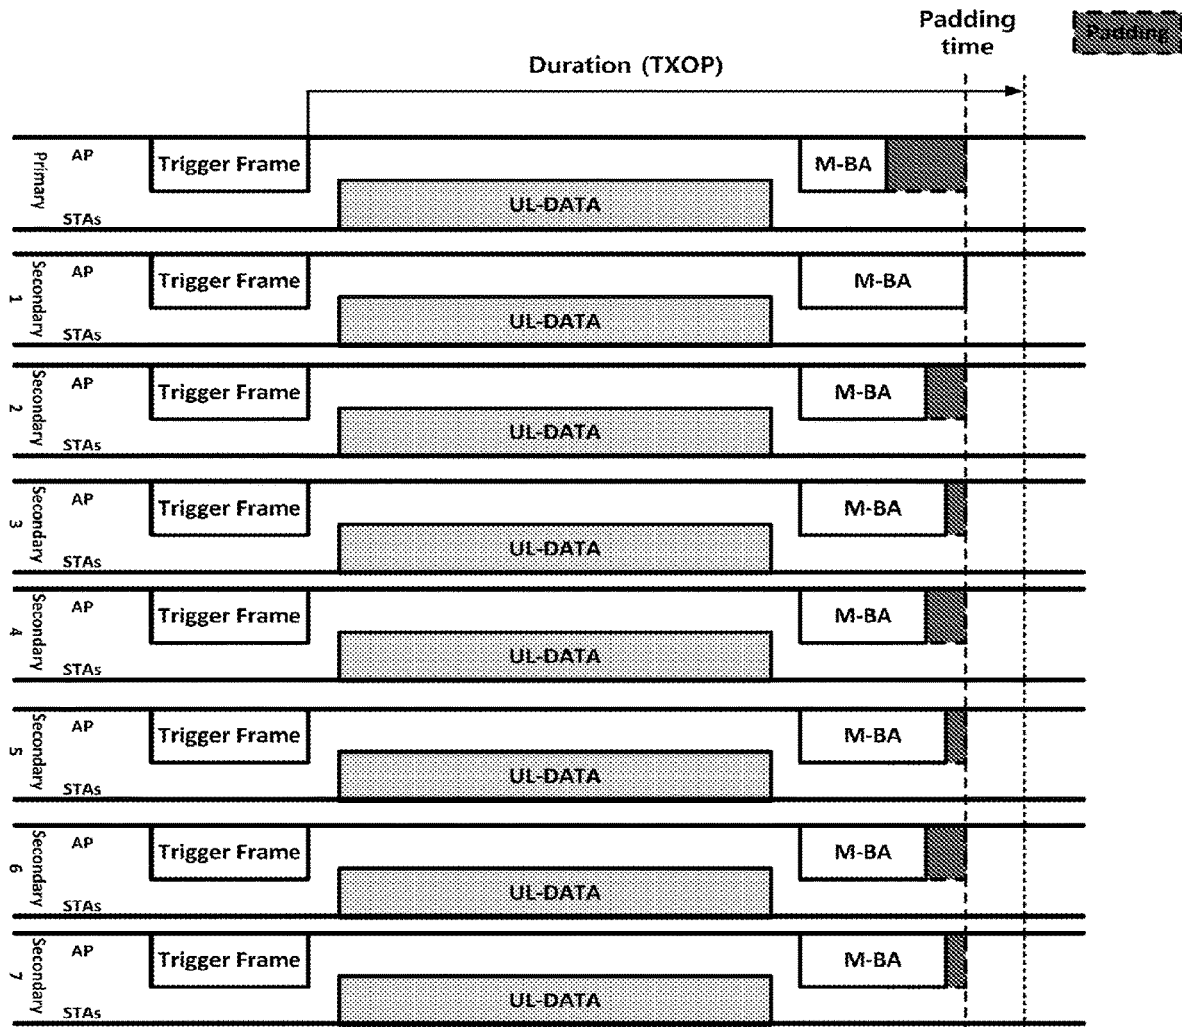 Padding
time
Padding
Duration (TXOP)
Primary
AP
STAs
Trigger Frame
UL-DATA
M-BA
Secondary
1
AP
STAs
Trigger Frame
UL-DATA
M-BA
Secondary
2
AP
STAs
Trigger Frame
UL-DATA
M-BA
Secondary
3
AP
STAs
Trigger Frame
UL-DATA
M-BA
Secondary
4
AP
STAs
Trigger Frame
UL-DATA
M-BA
Secondary
5
AP
STAs
Trigger Frame
UL-DATA
M-BA
Secondary
6
AP
STAs
Trigger Frame
UL-DATA
M-BA
Secondary
7
AP
STAs
Trigger Frame
UL-DATA
M-BA